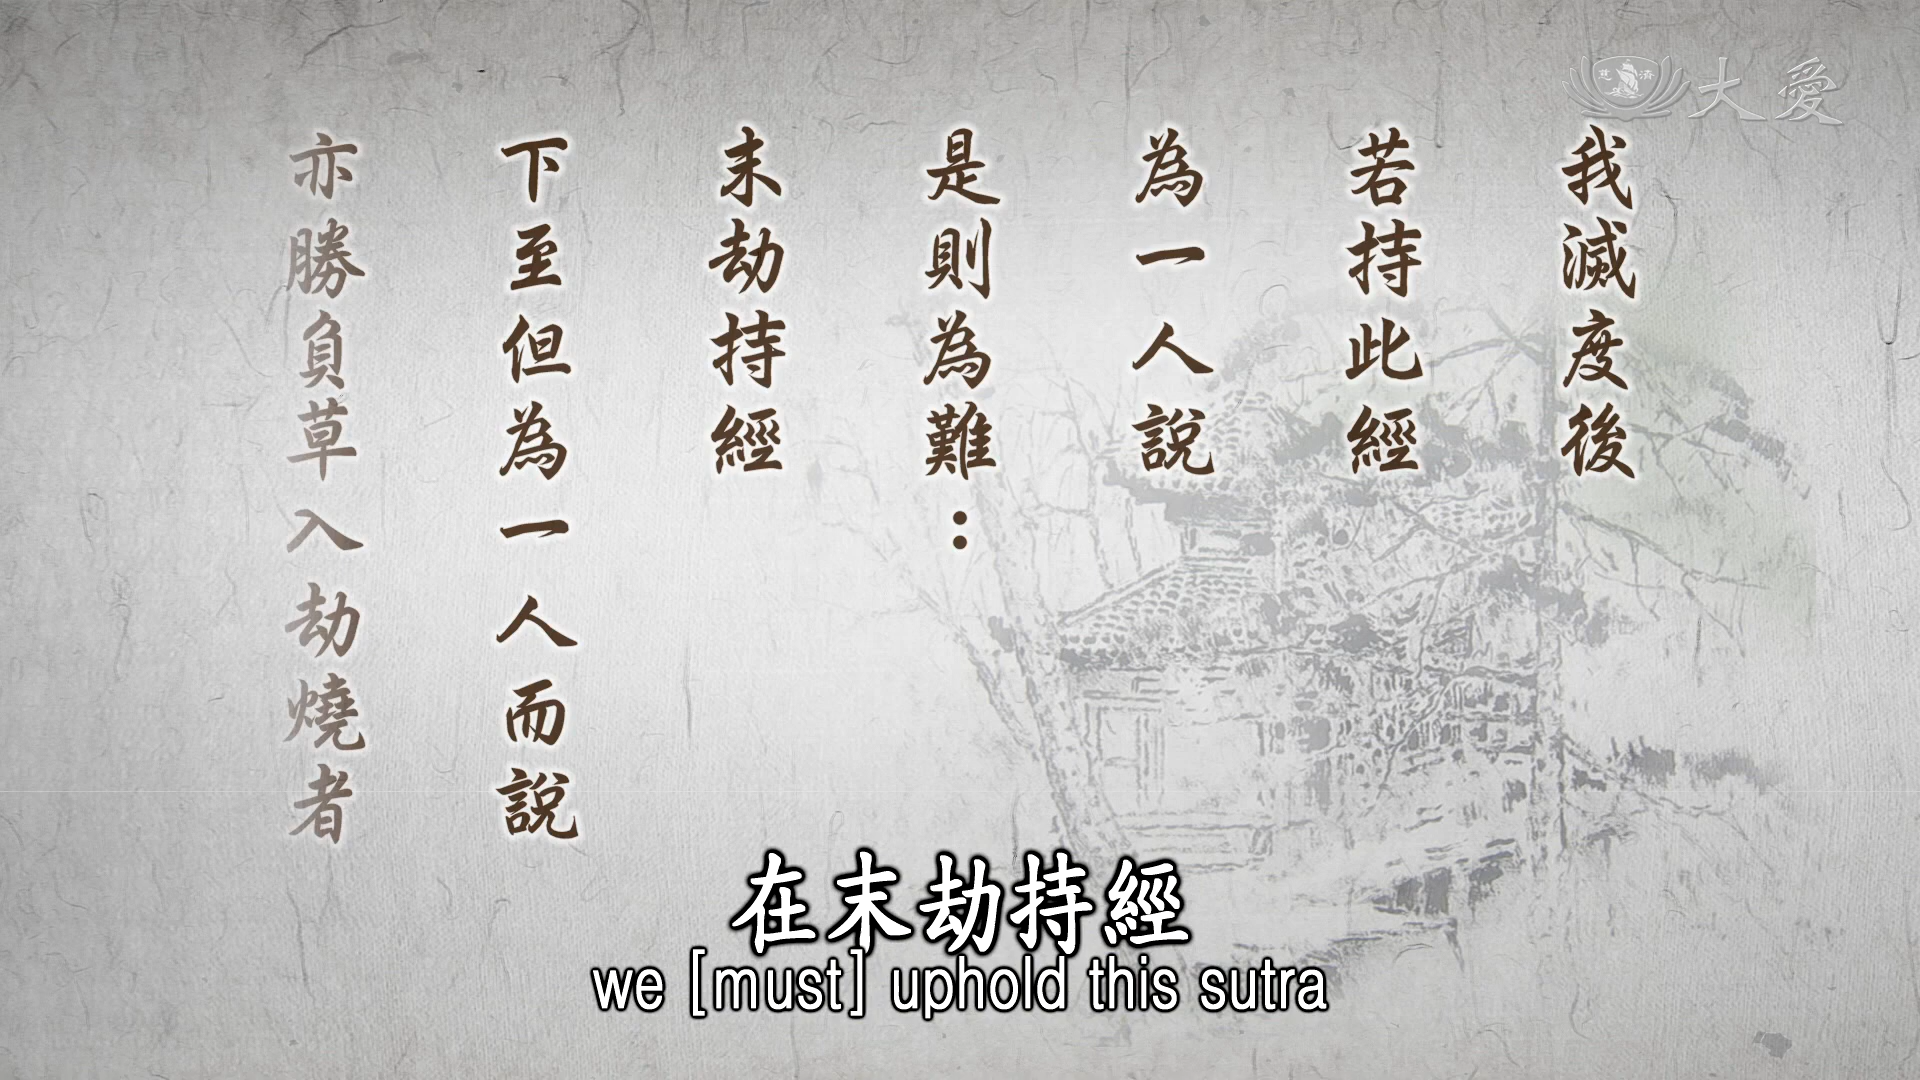 慈濟
大愛
我滅度後
若持此經
為一人說
是則為難：
末劫持經
下至但為一人而說
亦勝負草入劫燒者
在末劫持經
we [must] uphold this sutra